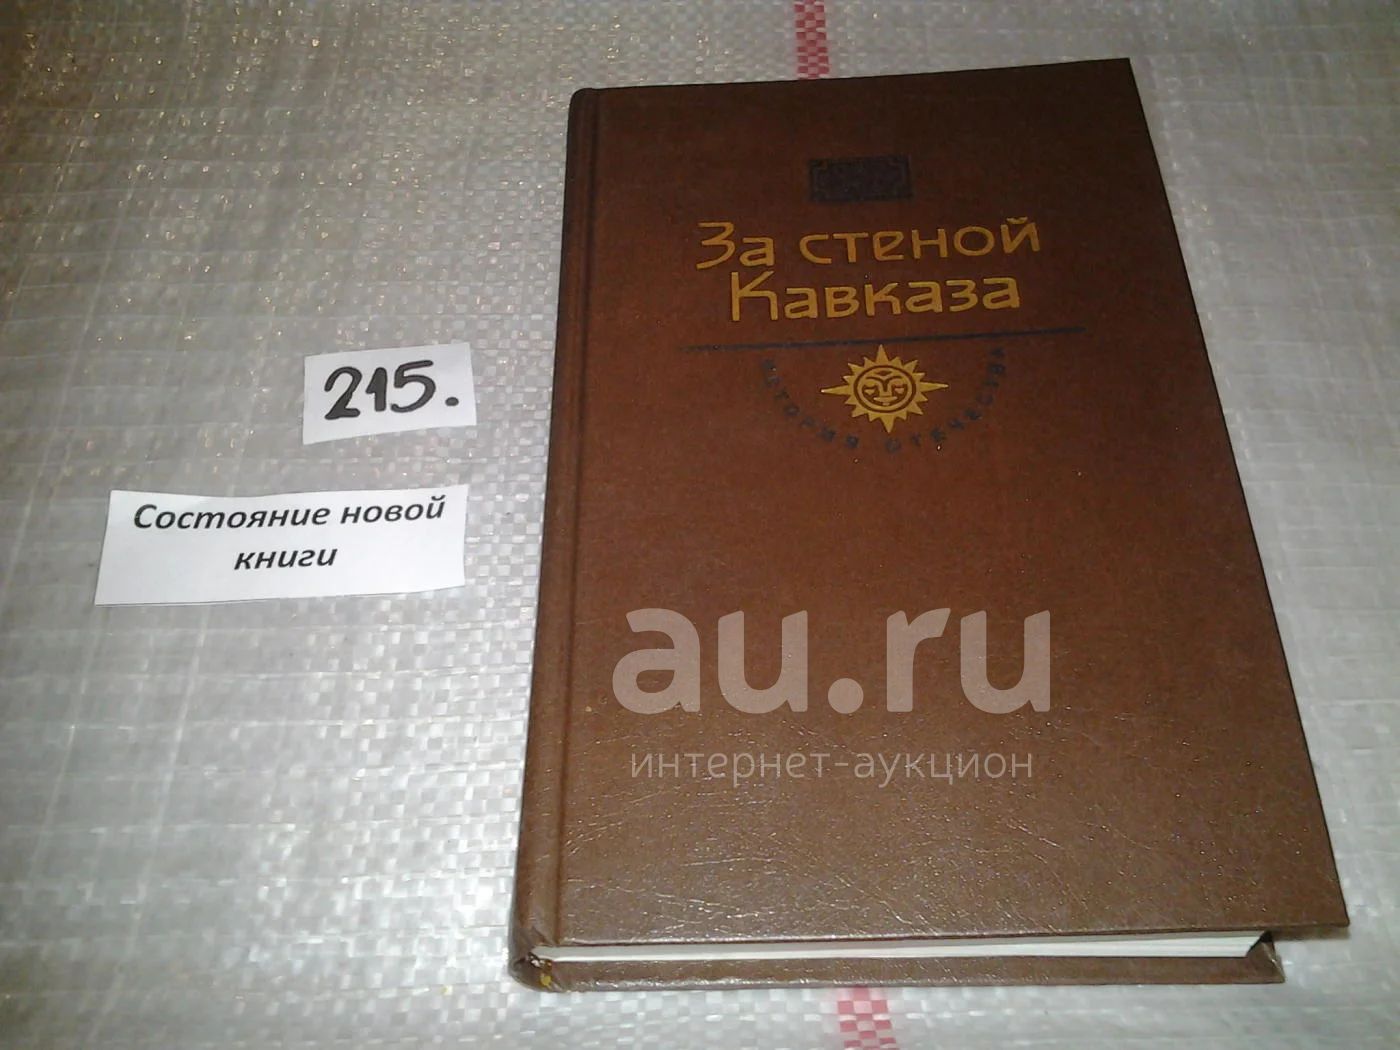 За стеной
Кавказа
ИСТОРИЯ ОТЕЧЕСТВА
215.
Состояние новой
книги
au.ru
интернет-аукцион